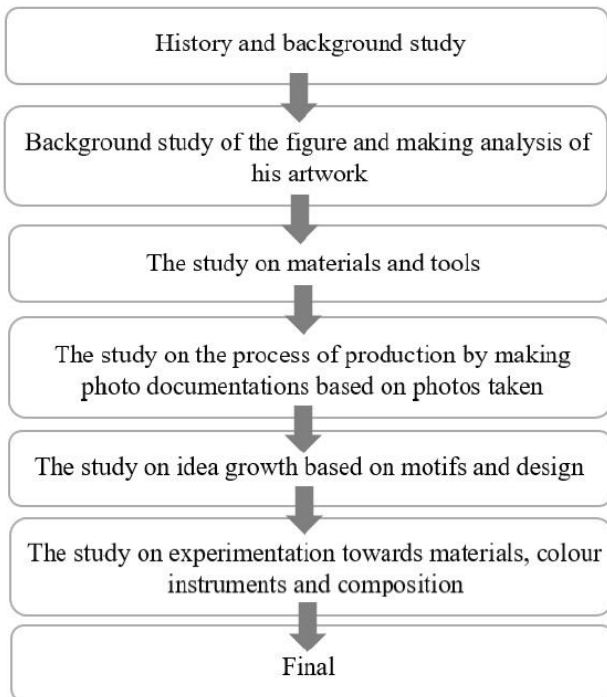 History and background study
Background study of the figure and making analysis of
his artwork
The study on materials and tools
The study on the process of production by making
photo documentations based on photos taken
The study on idea growth based on motifs and design
The study on experimentation towards materials, colour
instruments and composition
Final